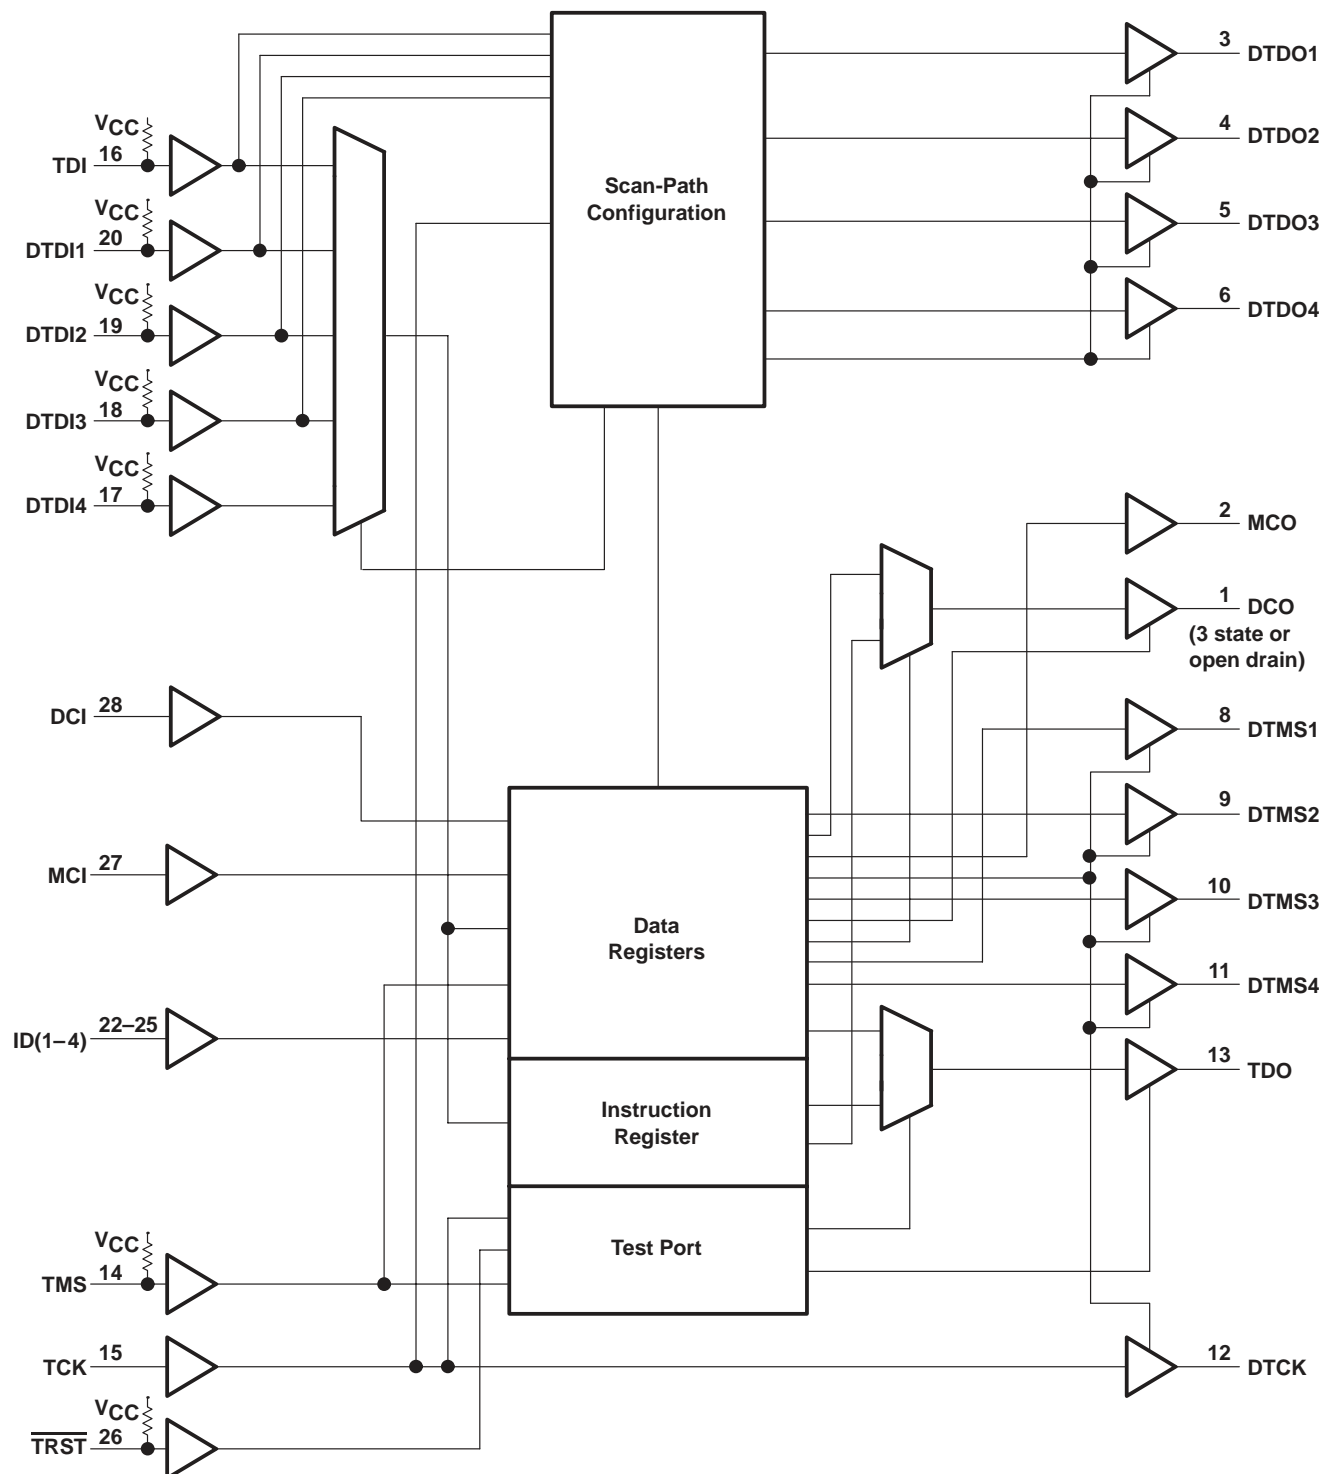 3
DTDO1
VCC
TDI 16
4
DTDO2
Scan-Path
Configuration
VCC
DTDI1 20
5
DTDO3
VCC
DTDI2 19
6
DTDO4
VCC
DTDI3 18
VCC
DTDI4 17
2
MCO
1
DCO
(3 state or
open drain)
DCI 28
8
DTMS1
9
DTMS2
MCI 27
10
DTMS3
Data
Registers
11
DTMS4
ID(1–4) 22–25
13
TDO
Instruction
Register
Test Port
VCC
TMS 14
TCK 15
12
DTCK
VCC
TRST 26